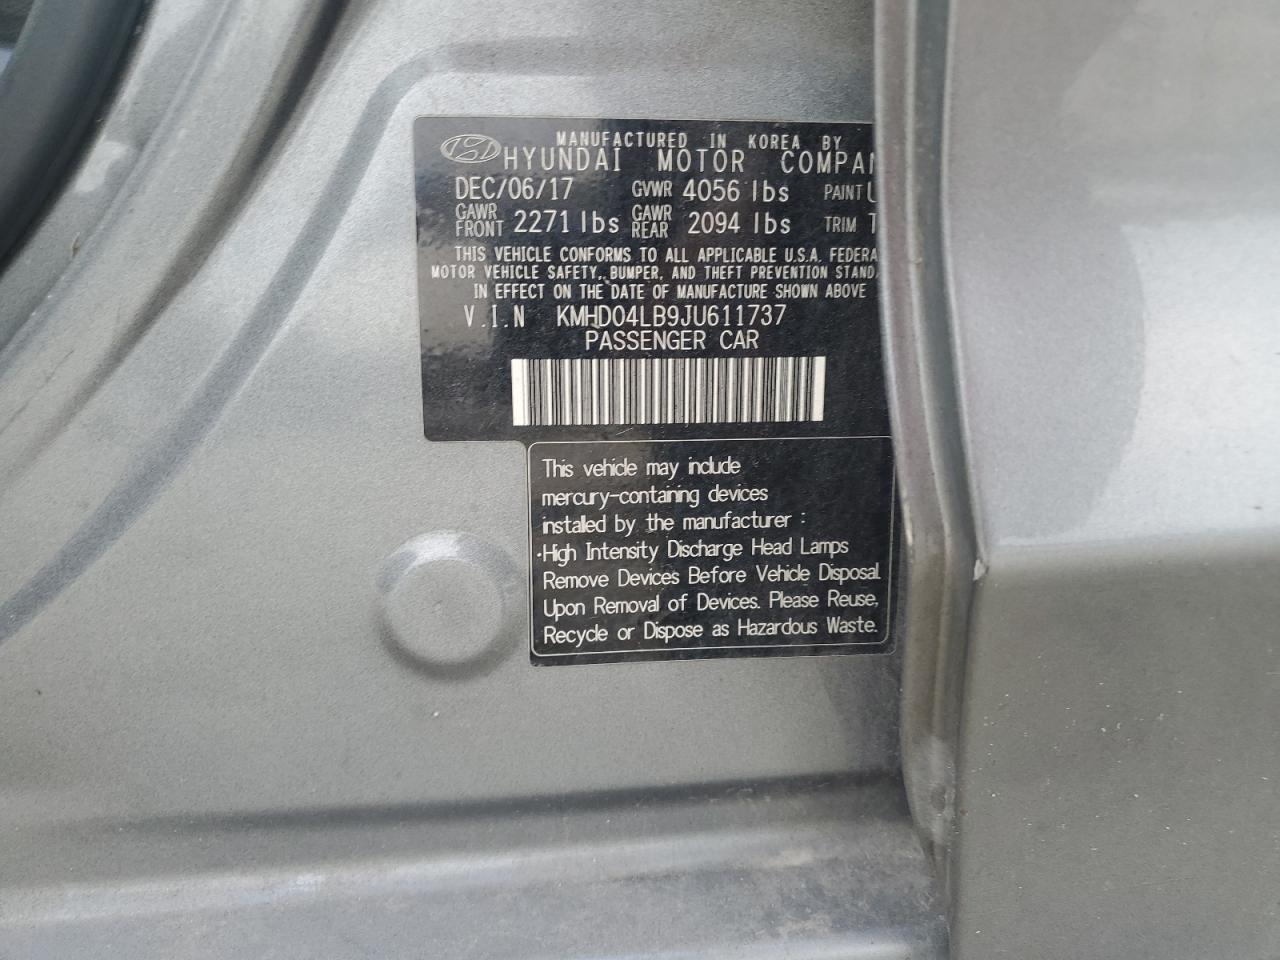 MANUFACTURED IN KOREA BY
HYUNDAI MOTOR COMPAN
DEC/06/17 GVWR 4056 lbs PAINT U
GAWR FRONT 2271 lbs GAWR REAR 2094 lbs TRIM T
THIS VEHICLE CONFORMS TO ALL APPLICABLE U.S.A. FEDERA
MOTOR VEHICLE SAFETY, BUMPER, AND THEFT PREVENTION STAND
IN EFFECT ON THE DATE OF MANUFACTURE SHOWN ABOVE
V.I.N KMHD04LB9JU611737
PASSENGER CAR
This vehicle may include
mercury-containing devices
installed by the manufacturer :
·High Intensity Discharge Head Lamps
Remove Devices Before Vehicle Disposal.
Upon Removal of Devices. Please Reuse,
Recycle or Dispose as Hazardous Waste.